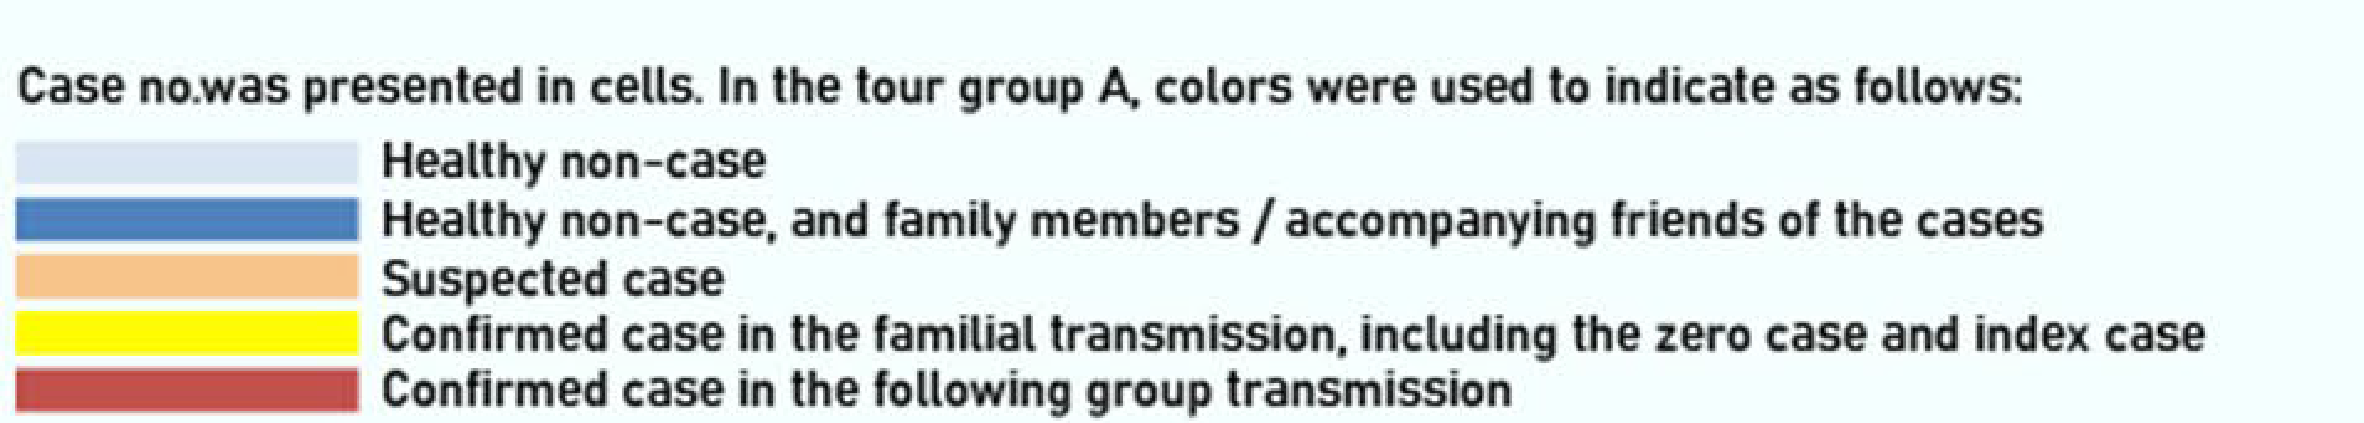 Case no.was presented in cells. In the tour group A, colors were used to indicate as follows:
Healthy non-case
Healthy non-case, and family members / accompanying friends of the cases
Suspected case
Confirmed case in the familial transmission, including the zero case and index case
Confirmed case in the following group transmission